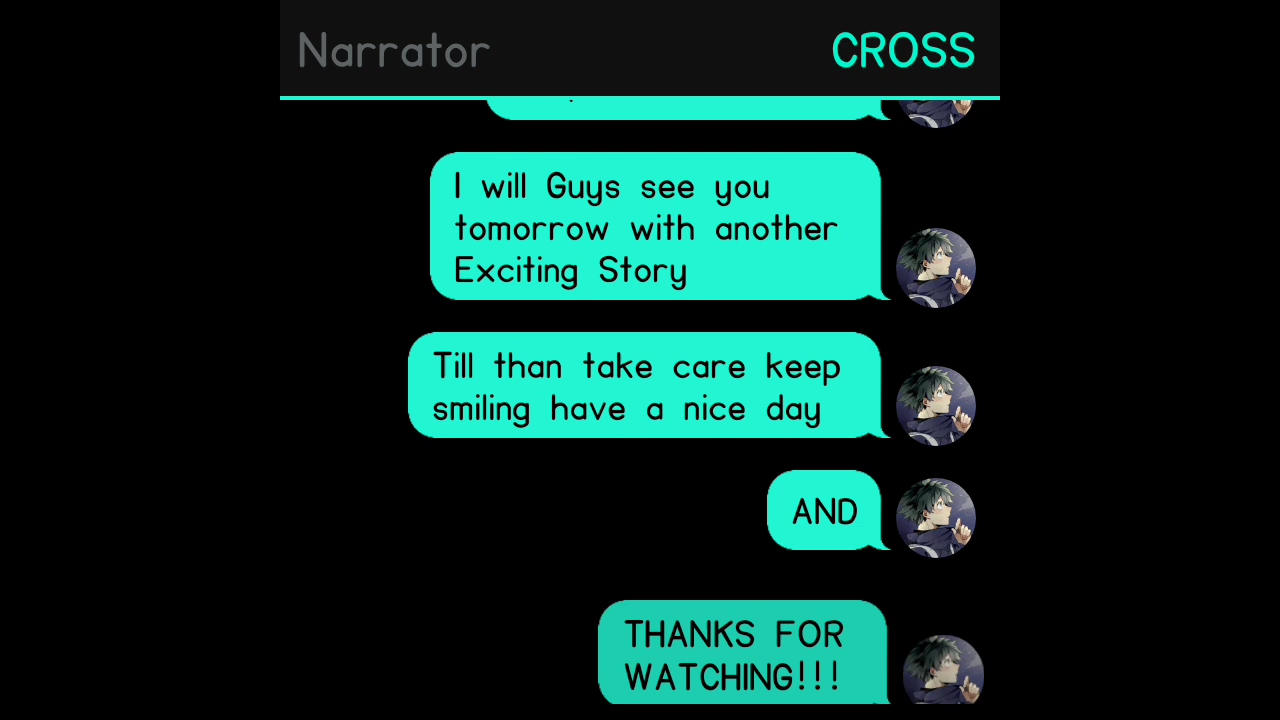 Narrator CROSS
I will Guys see you
tomorrow with another
Exciting Story
Till than take care keep
smiling have a nice day
AND
THANKS FOR
WATCHING!!!